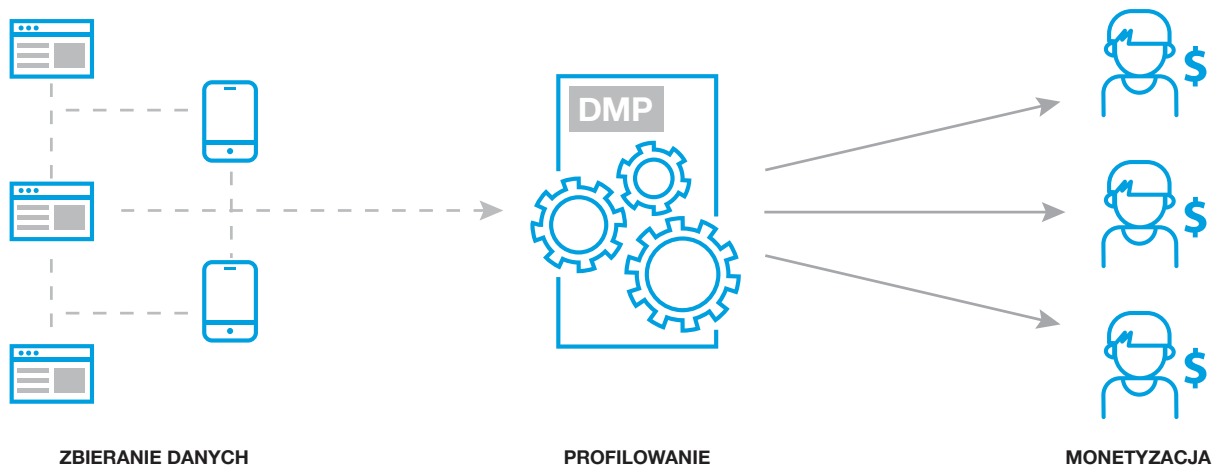 DMP
$
$
$
ZBIERANIE DANYCH
PROFILOWANIE
MONETYZACJA